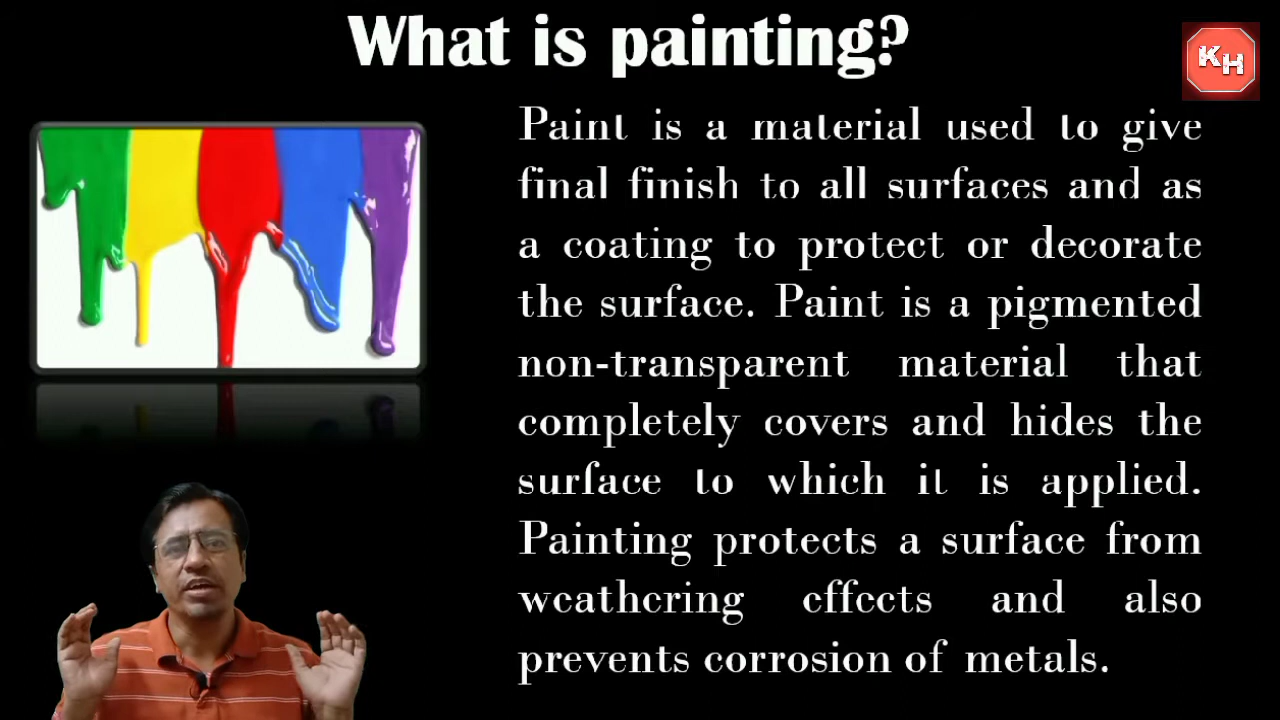 What is painting?
KH
Paint is a material used to give
final finish to all surfaces and as
a coating to protect or decorate
the surface. Paint is a pigmented
non-transparent material that
completely covers and hides the
surface to which it is applied.
Painting protects a surface from
weathering effects and also
prevents corrosion of metals.